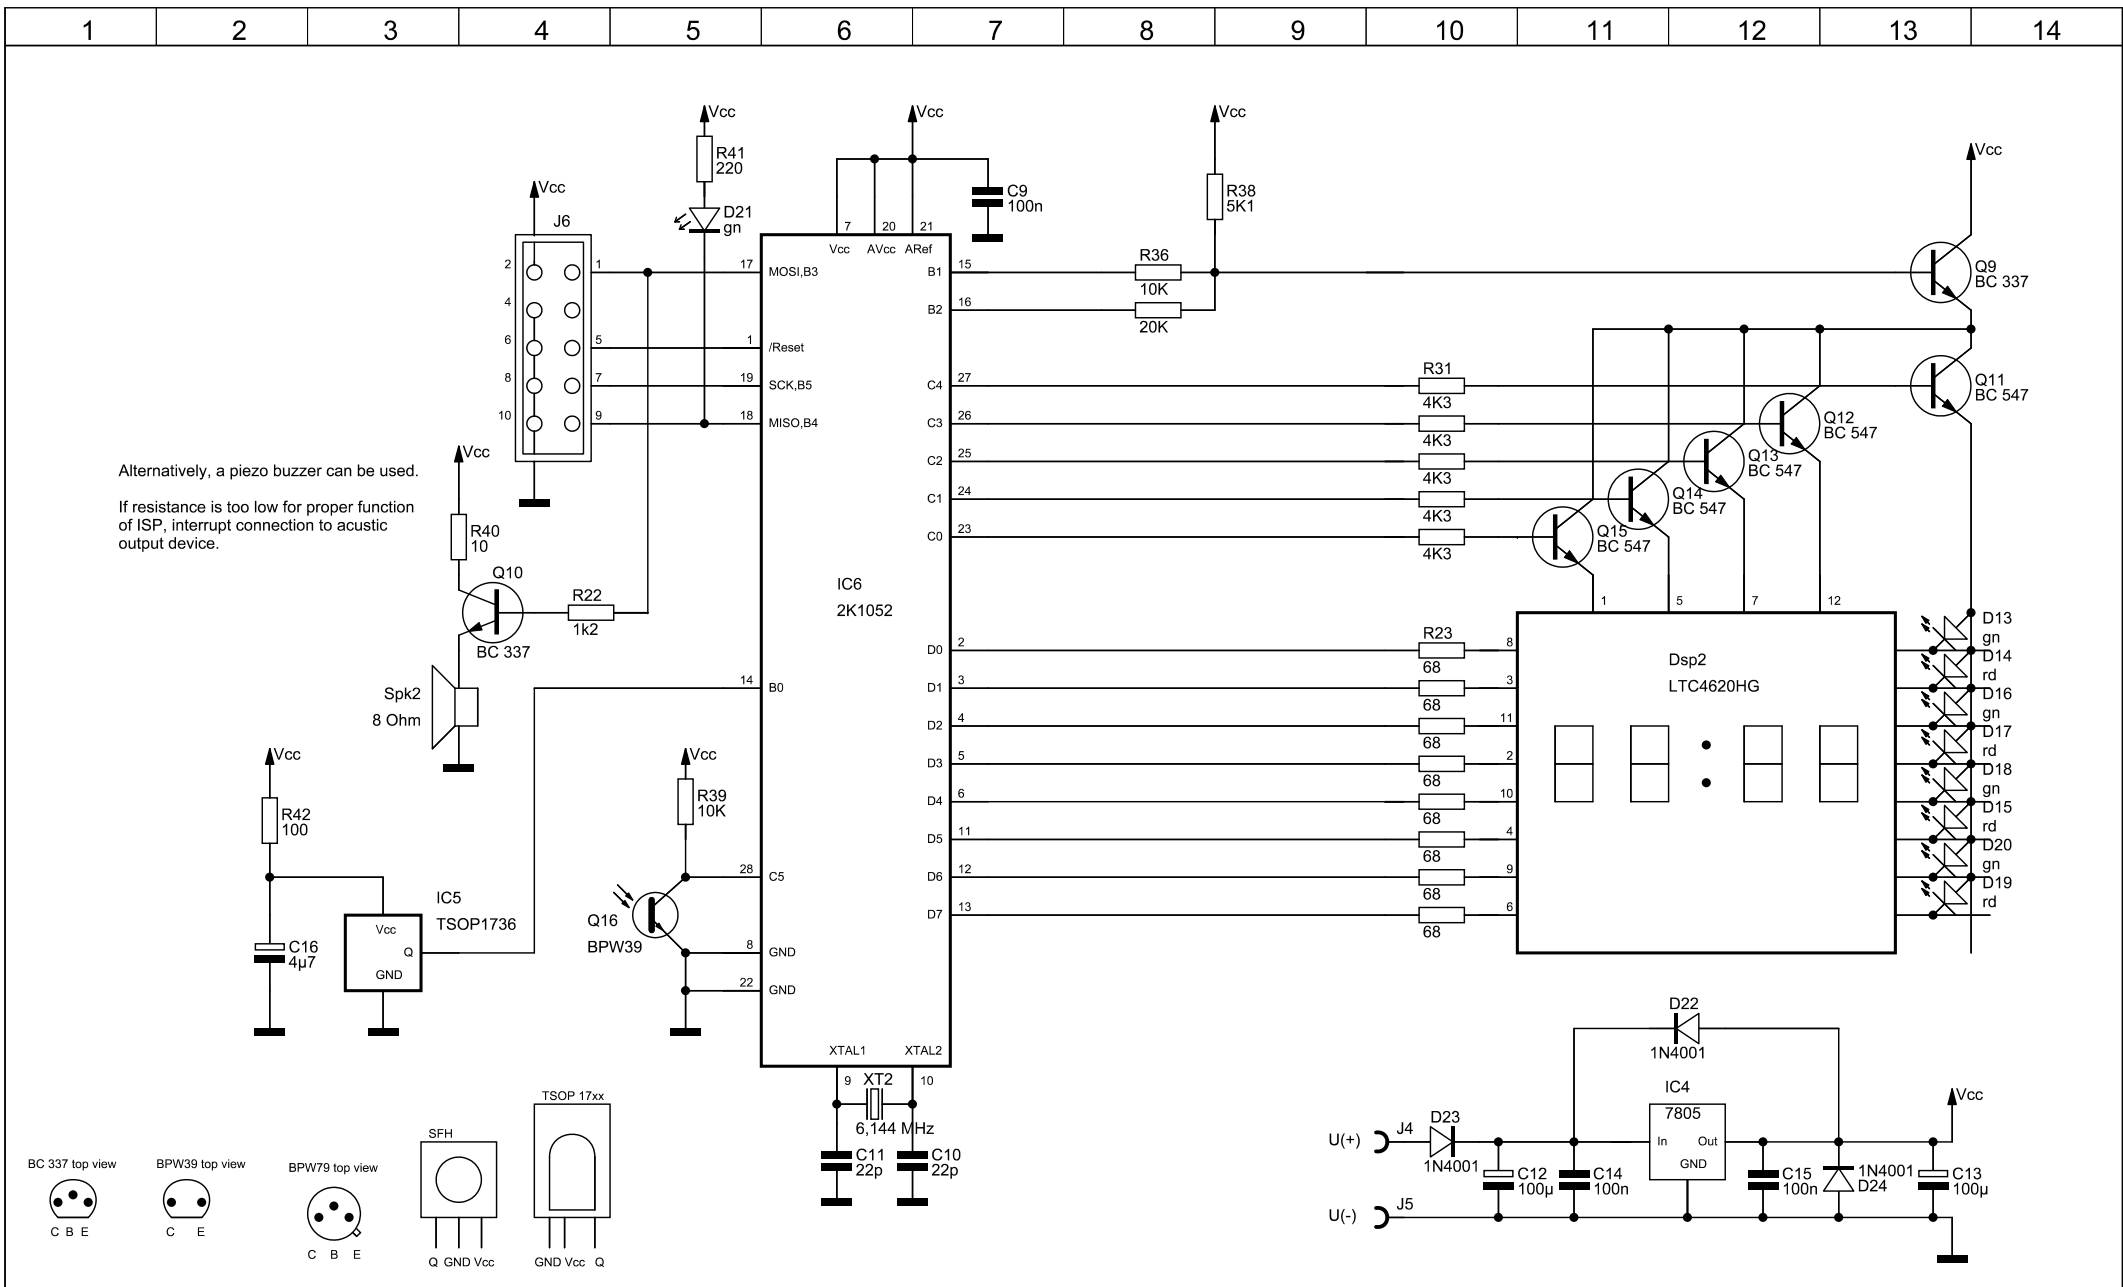 1 2 3 4 5 6 7 8 9 10 11 12 13 14
Vcc
R41
220
D21
gn
Vcc
Vcc
R38
5K1
Vcc
Vcc
J6
2 1
4
6 5
8 7
10 9
C9
100n
7 20 21
Vcc AVcc ARef
17 MOSI,B3
1 /Reset
19 SCK,B5
18 MISO,B4
B1 15
B2 16
C4 27
C3 26
C2 25
C1 24
C0 23
R36
10K
20K
R31
4K3
4K3
4K3
4K3
4K3
Q9
BC 337
Q11
BC 547
Q12
BC 547
Q13
BC 547
Q14
BC 547
Q15
BC 547
Alternatively, a piezo buzzer can be used.
If resistance is too low for proper function
of ISP, interrupt connection to acustic
output device.
Vcc
R40
10
Q10
BC 337
R22
1k2
Spk2
8 Ohm
IC6
2K1052
14 B0
28 C5
8 GND
22 GND
D0 2
D1 3
D2 4
D3 5
D4 6
D5 11
D6 12
D7 13
R23
68
68
68
68
68
68
68
68
1 5 7 12
8
3
11
2
10
4
9
6
Dsp2
LTC4620HG
D13
gn
D14
rd
D16
gn
D17
rd
D18
gn
D15
rd
D20
gn
D19
rd
Vcc
R42
100
C16
4µ7
IC5
TSOP1736
Vcc
Q
GND
Vcc
R39
10K
Q16
BPW39
XTAL1 XTAL2
9 XT2 10
6,144 MHz
C11
22p
C10
22p
D22
1N4001
IC4
7805
In Out
GND
Vcc
U(+) J4
D23
1N4001
C12
100µ
C14
100n
C15
100n
1N4001
D24
C13
100µ
U(-) J5
BC 337 top view
C B E
BPW39 top view
C E
BPW79 top view
C B E
SFH
Q GND Vcc
TSOP 17xx
GND Vcc Q